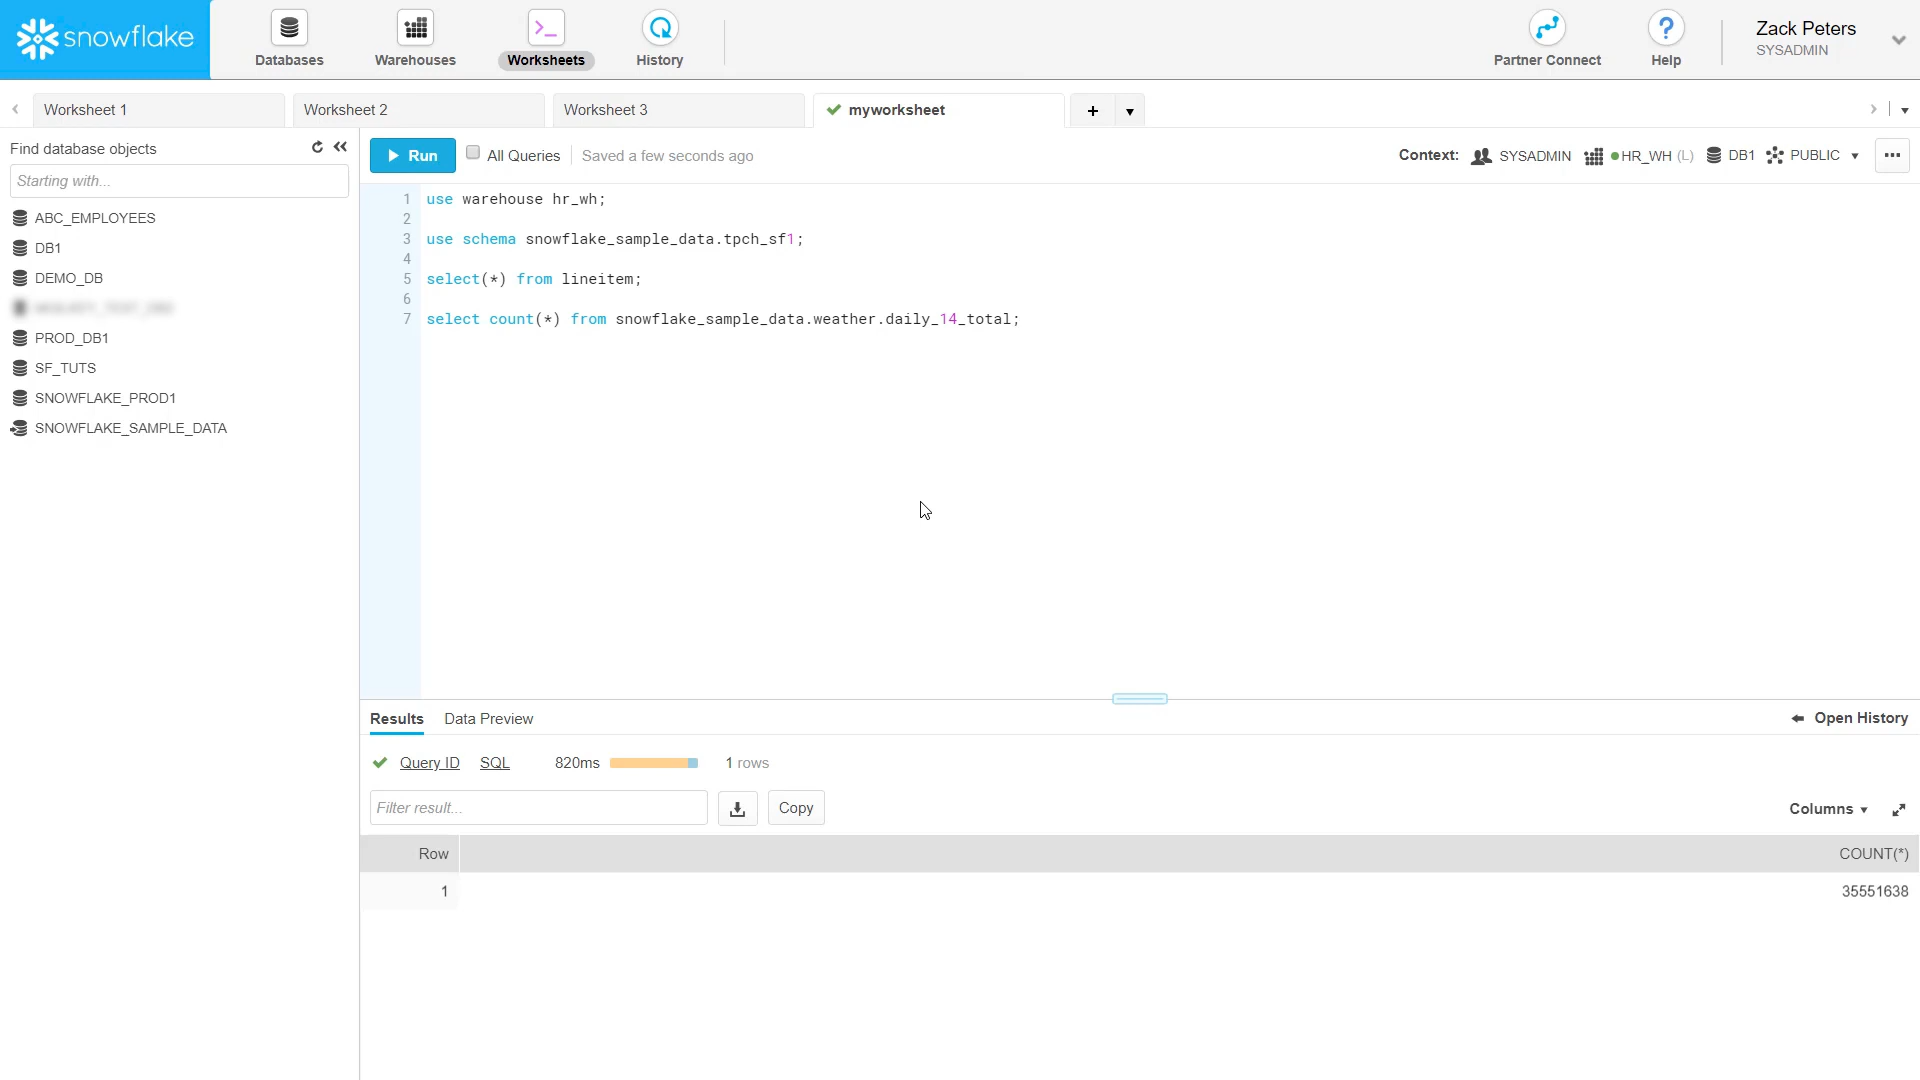 snowflake
Databases
Warehouses
Worksheets
History
Partner Connect
Help
Zack Peters
SYSADMIN
Worksheet 1
Worksheet 2
Worksheet 3
myworksheet
+
Find database objects
Starting with...
ABC_EMPLOYEES
DB1
DEMO_DB
PROD_DB1
SF_TUTS
SNOWFLAKE_PROD1
SNOWFLAKE_SAMPLE_DATA
Run
All Queries
Saved a few seconds ago
Context:
SYSADMIN
HR_WH (L)
DB1
PUBLIC
1 use warehouse hr_wh;
2
3 use schema snowflake_sample_data.tpch_sf1;
4
5 select(*) from lineitem;
6
7 select count(*) from snowflake_sample_data.weather.daily_14_total;
Results
Data Preview
Open History
Query ID
SQL
820ms
1 rows
Filter result...
Copy
Columns
Row
COUNT(*)
1
35551638